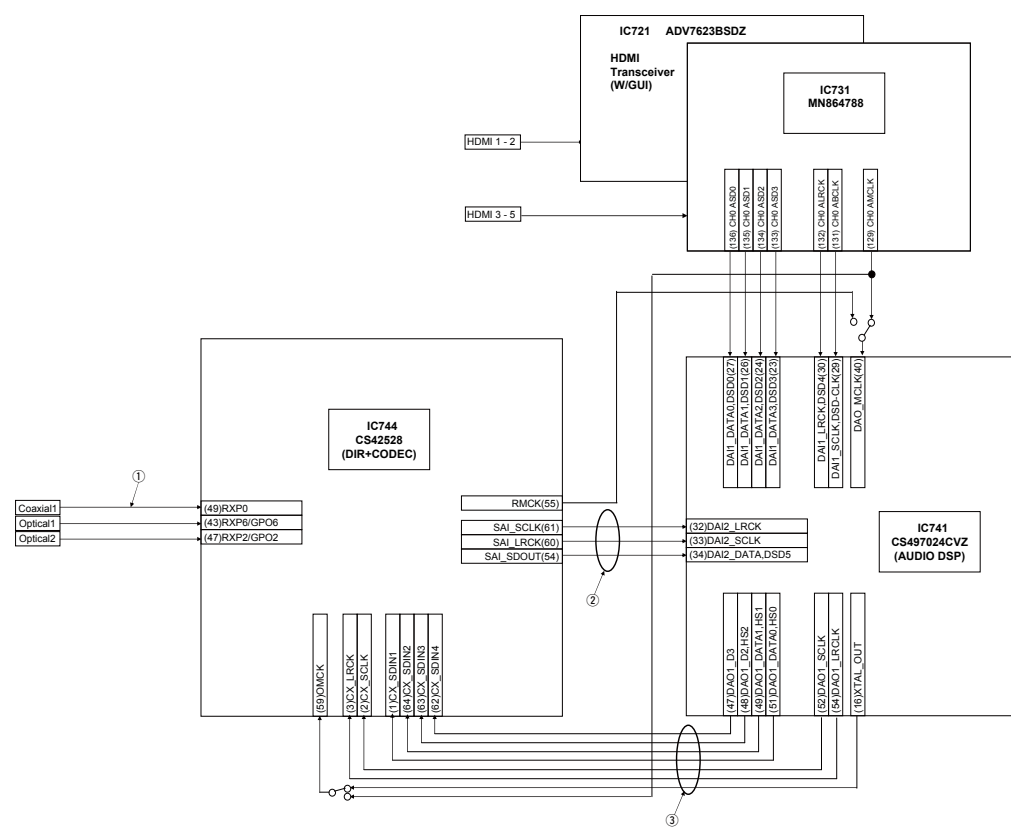 IC721 ADV7623BSDZ
HDMI
Transceiver
(W/GUI)
IC731
MN864788
HDMI 1 - 2
HDMI 3 - 5
(136) CH0 ASD0
(135) CH0 ASD1
(134) CH0 ASD2
(133) CH0 ASD3
(132) CH0 ALRCK
(131) CH0 ABCLK
(129) CH0 AMCLK
DAI1_DATA0,DSD0(27)
DAI1_DATA1,DSD1(26)
DAI1_DATA2,DSD2(24)
DAI1_DATA3,DSD3(23)
DAI1_LRCK,DSD4(30)
DAI1_SCLK,DSD-CLK(29)
DAO_MCLK(40)
IC744
CS42528
(DIR+CODEC)
①
Coaxial1
Optical1
Optical2
(49)RXP0
(43)RXP6/GPO6
(47)RXP2/GPO2
RMCK(55)
SAI_SCLK(61)
SAI_LRCK(60)
SAI_SDOUT(54)
②
(32)DAI2_LRCK
(33)DAI2_SCLK
(34)DAI2_DATA,DSD5
IC741
CS497024CVZ
(AUDIO DSP)
(59)OMCK
(3)CX_LRCK
(2)CX_SCLK
(1)CX_SDIN1
(64)CX_SDIN2
(63)CX_SDIN3
(62)CX_SDIN4
(47)DAO1_D3
(48)DAO1_D2,HS2
(49)DAO1_DATA1,HS1
(51)DAO1_DATA0,HS0
(52)DAO1_SCLK
(54)DAO1_LRCLK
(16)XTAL_OUT
③